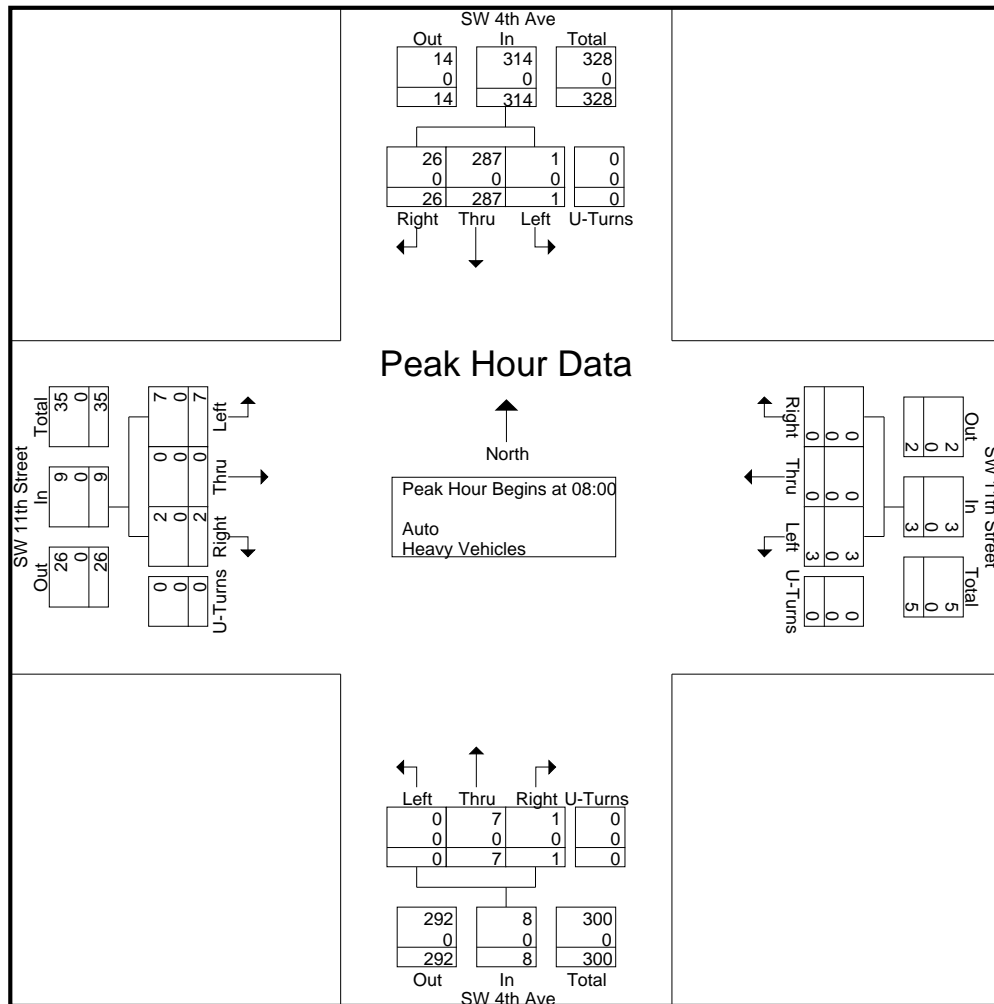 SW 4th Ave
Out In Total
14 314 328
0 0 0
14 314 328
26 287 1 0
0 0 0 0
26 287 1 0
Right Thru Left U-Turns
Peak Hour Data
North
Peak Hour Begins at 08:00
Auto
Heavy Vehicles
SW 11th Street
Total In Out
35 9 26
0 0 0
35 9 26
7 0 2 0
0 0 0 0
7 0 2 0
Left Thru Right U-Turns
Right Thru Left U-Turns
0 0 3 0
0 0 0 0
0 0 3 0
Out In Total
2 3 5
0 0 0
2 3 5
SW 11th Street
Left Thru Right U-Turns
0 7 1 0
0 0 0 0
0 7 1 0
292 8 300
0 0 0
292 8 300
Out In Total
SW 4th Ave